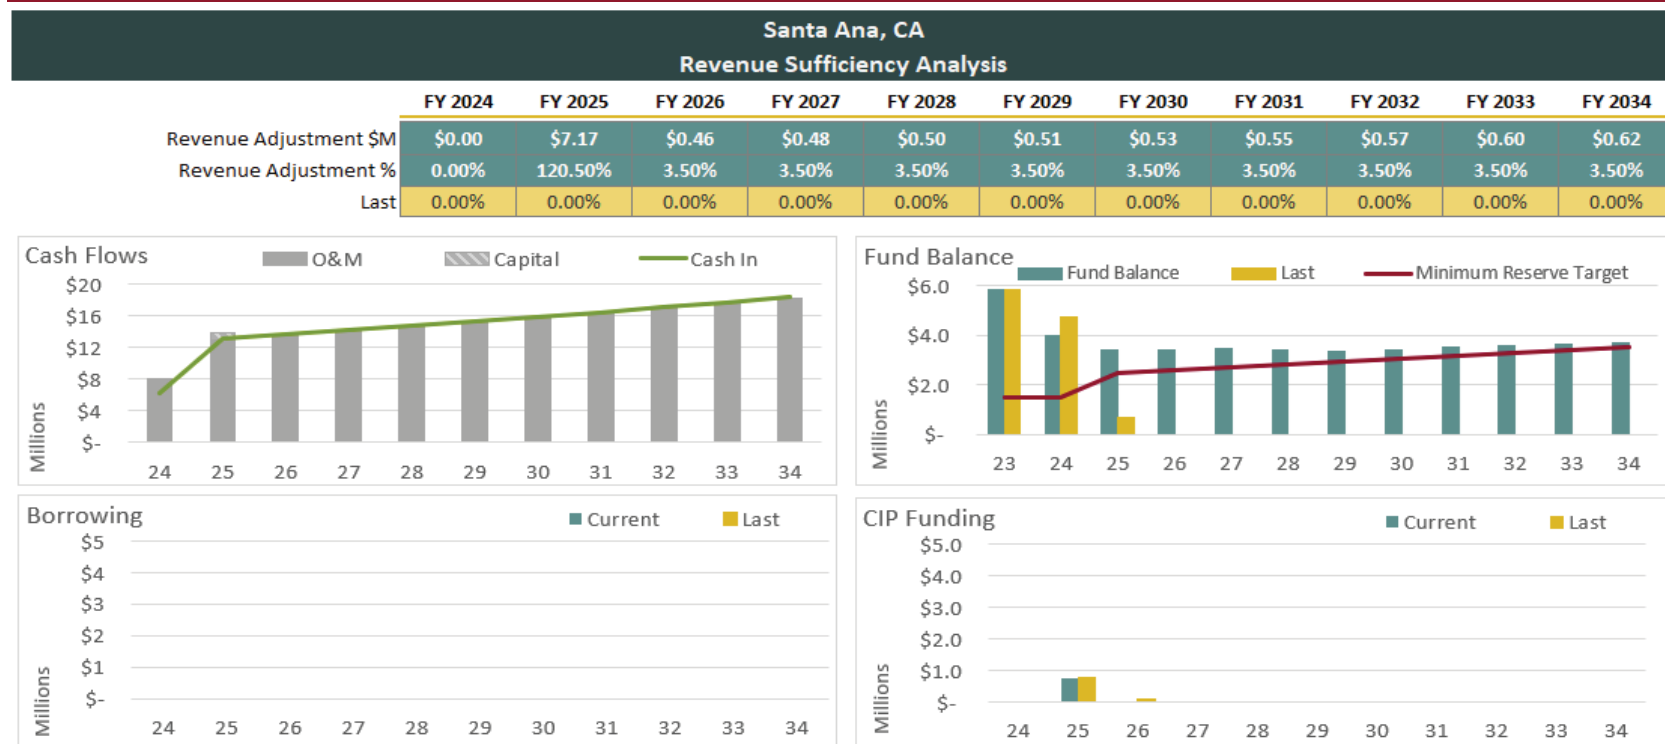 Santa Ana, CA
Revenue Sufficiency Analysis
FY 2024 FY 2025 FY 2026 FY 2027 FY 2028 FY 2029 FY 2030 FY 2031 FY 2032 FY 2033 FY 2034
Revenue Adjustment $M $0.00 $7.17 $0.46 $0.48 $0.50 $0.51 $0.53 $0.55 $0.57 $0.60 $0.62
Revenue Adjustment % 0.00% 120.50% 3.50% 3.50% 3.50% 3.50% 3.50% 3.50% 3.50% 3.50% 3.50%
Last 0.00% 0.00% 0.00% 0.00% 0.00% 0.00% 0.00% 0.00% 0.00% 0.00% 0.00%
Cash Flows O&M Capital Cash In
$20
$16
$12
$8
$4
$-
Millions
24 25 26 27 28 29 30 31 32 33 34
Fund Balance Fund Balance Last Minimum Reserve Target
$6.0
$4.0
$2.0
$-
Millions
23 24 25 26 27 28 29 30 31 32 33 34
Borrowing Current Last
$5
$4
$3
$2
$1
$-
Millions
24 25 26 27 28 29 30 31 32 33 34
CIP Funding Current Last
$5.0
$4.0
$3.0
$2.0
$1.0
$-
Millions
24 25 26 27 28 29 30 31 32 33 34